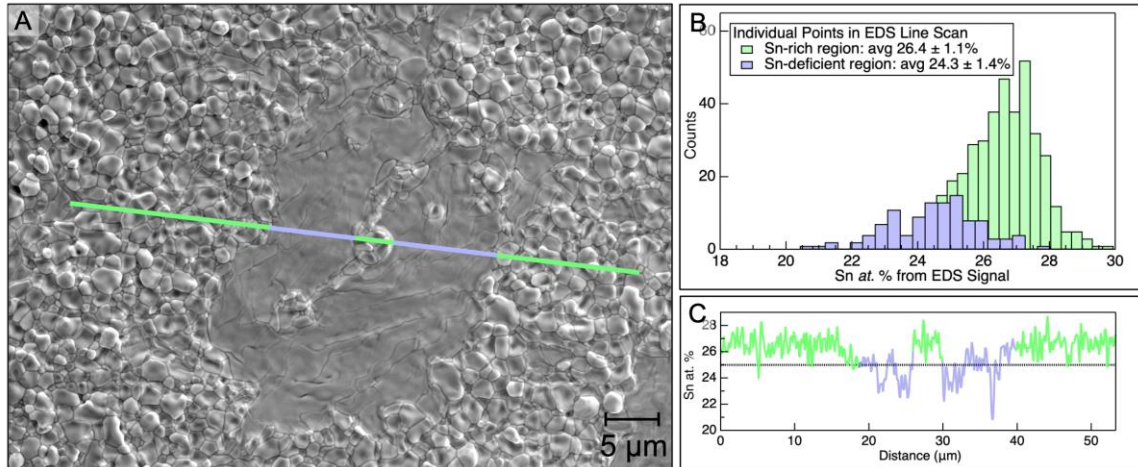 A
5 µm
B
Individual Points in EDS Line Scan
Sn-rich region: avg 26.4 ± 1.1%
Sn-deficient region: avg 24.3 ± 1.4%
Counts
60
40
20
0
18 20 22 24 26 28 30
Sn at. % from EDS Signal
C
Sn at. %
28
26
24
22
20
0 10 20 30 40 50
Distance (µm)